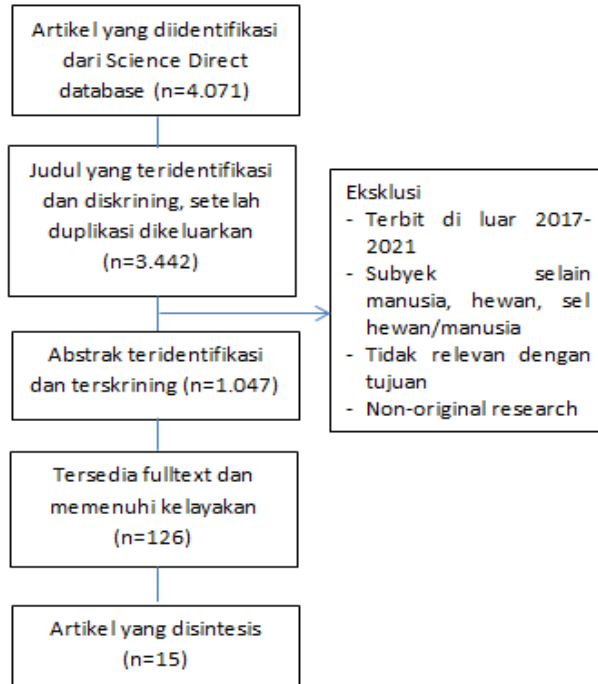 Artikel yang diidentifikasi
dari Science Direct
database (n=4.071)
Judul yang teridentifikasi
dan diskrining, setelah
duplikasi dikeluarkan
(n=3.442)
Eksklusi
- Terbit di luar 2017-
2021
- Subyek selain
manusia, hewan, sel
hewan/manusia
- Tidak relevan dengan
tujuan
- Non-original research
Abstrak teridentifikasi
dan terskrining (n=1.047)
Tersedia fulltext dan
memenuhi kelayakan
(n=126)
Artikel yang disintesis
(n=15)